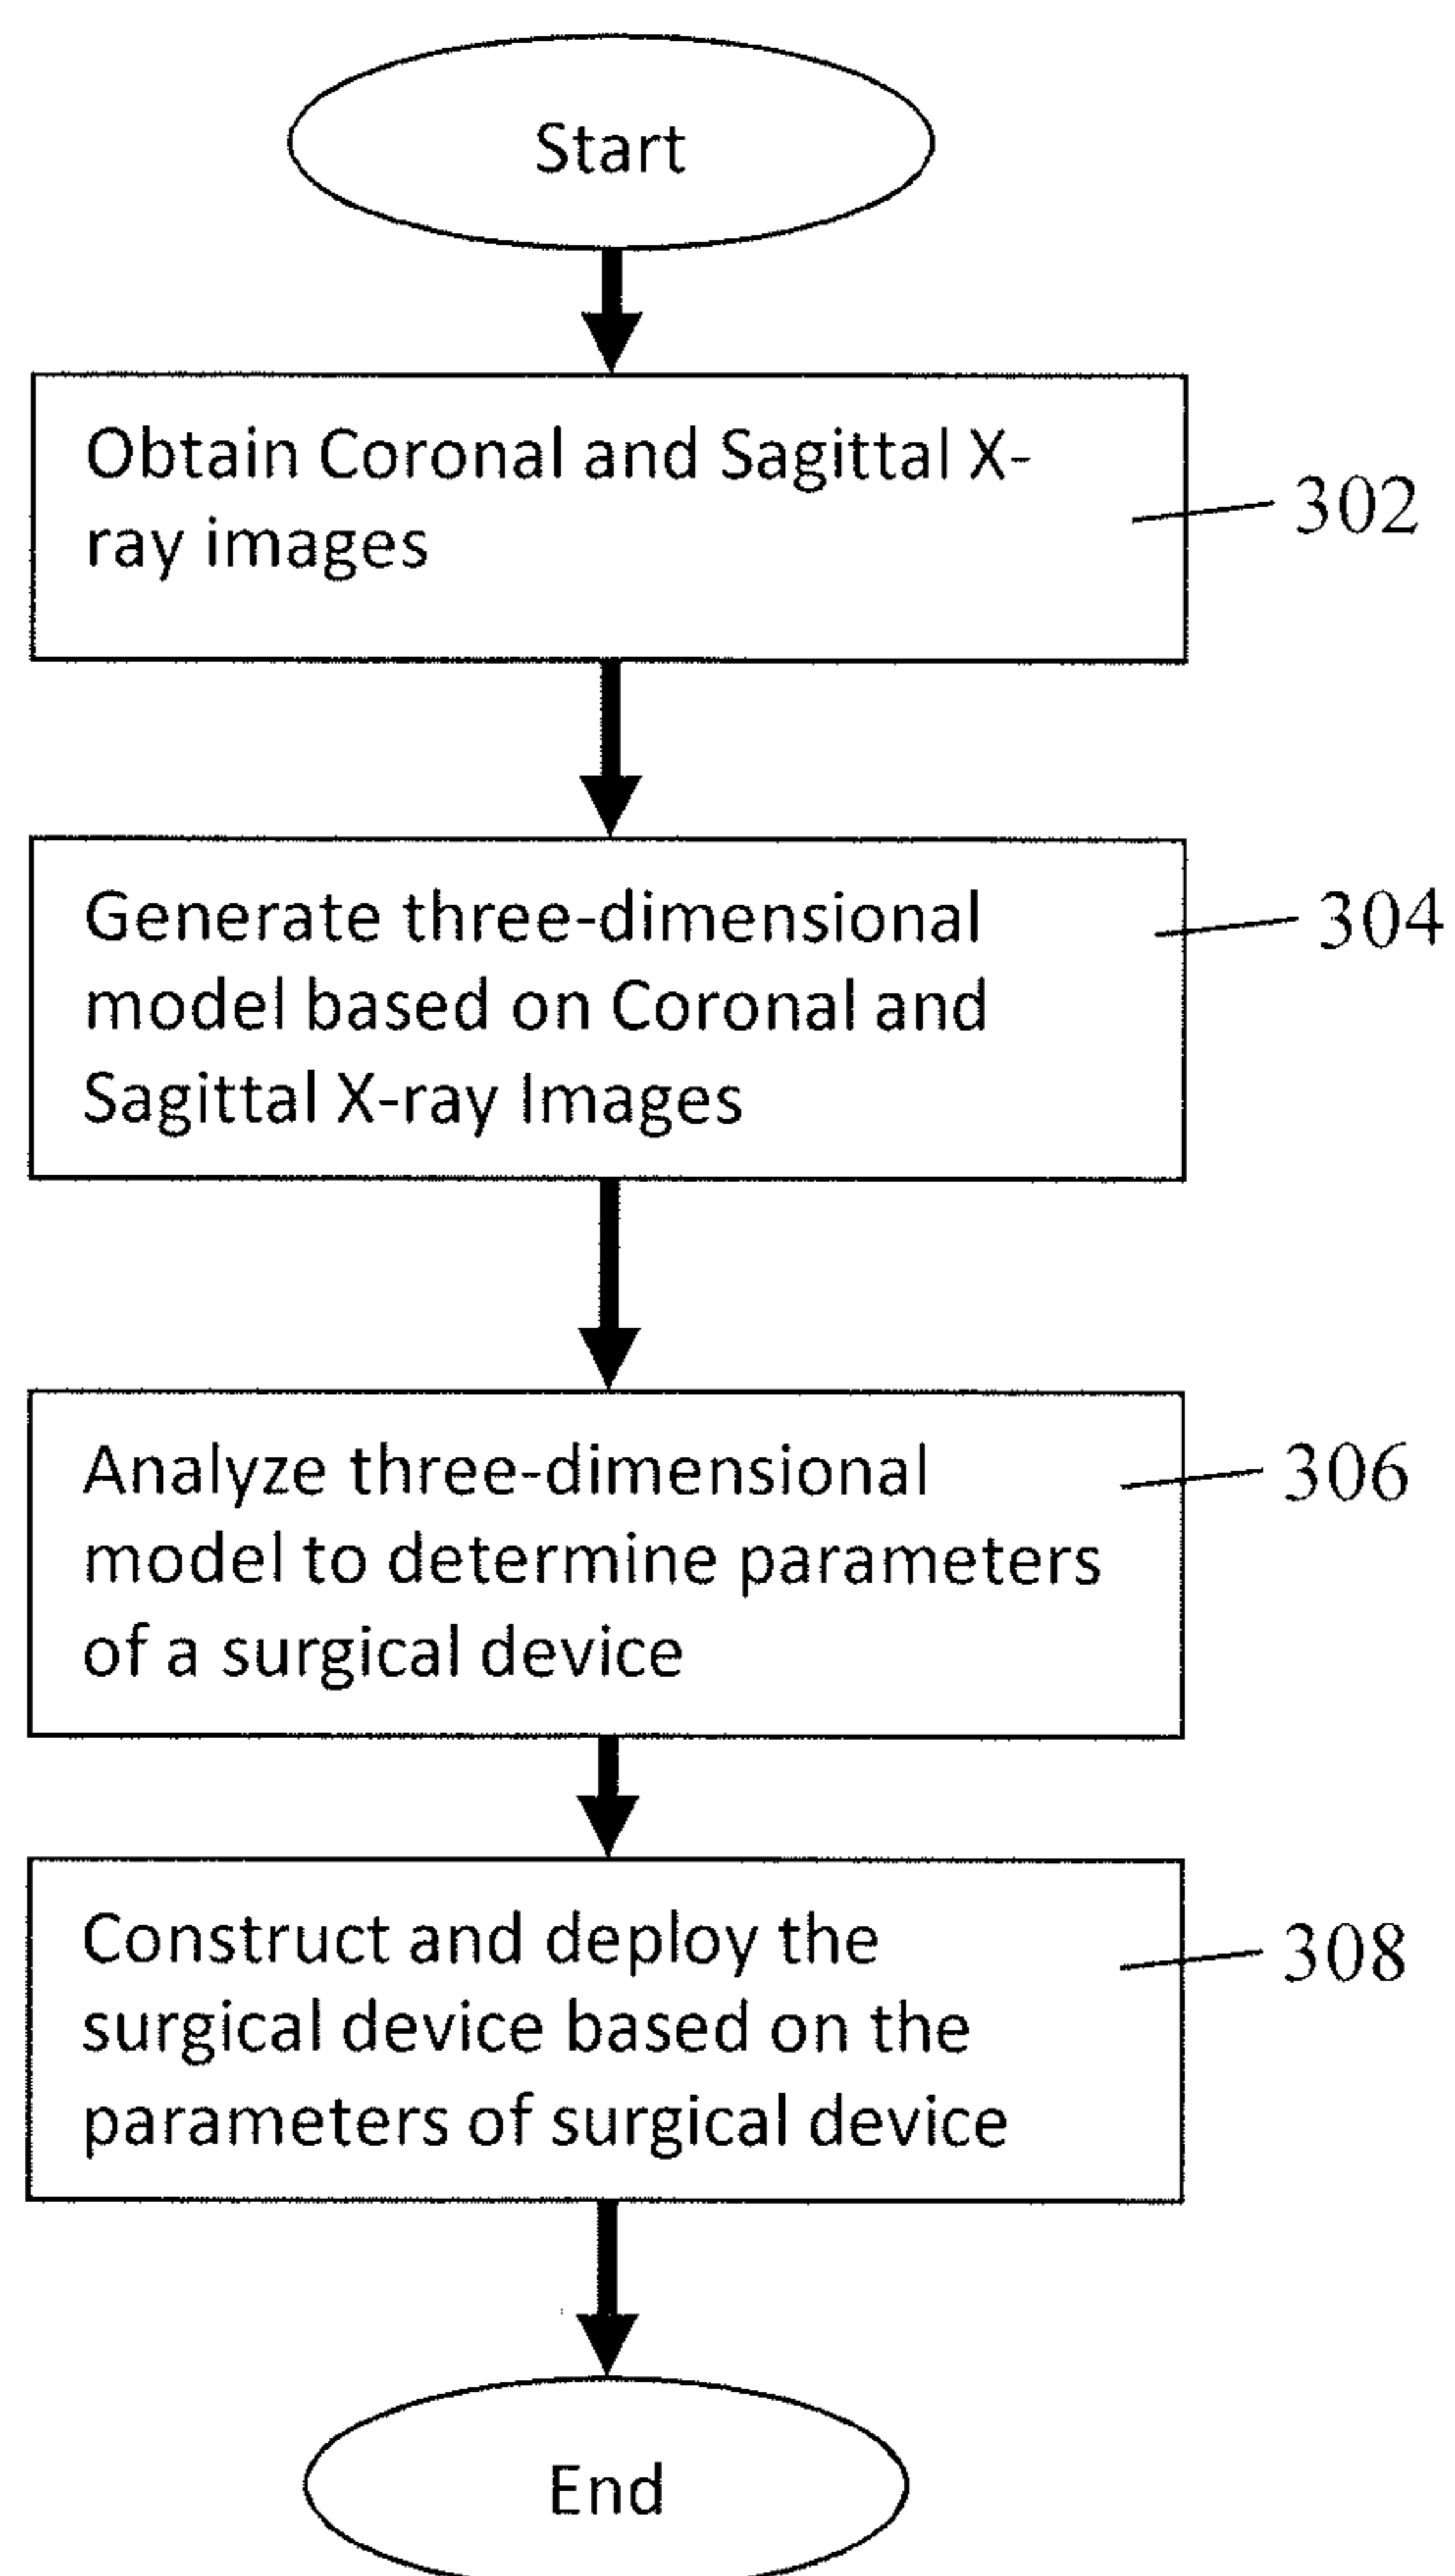 Start
Obtain Coronal and Sagittal X-
ray images
302
Generate three-dimensional
model based on Coronal and
Sagittal X-ray Images
304
Analyze three-dimensional
model to determine parameters
of a surgical device
306
Construct and deploy the
surgical device based on the
parameters of surgical device
308
End